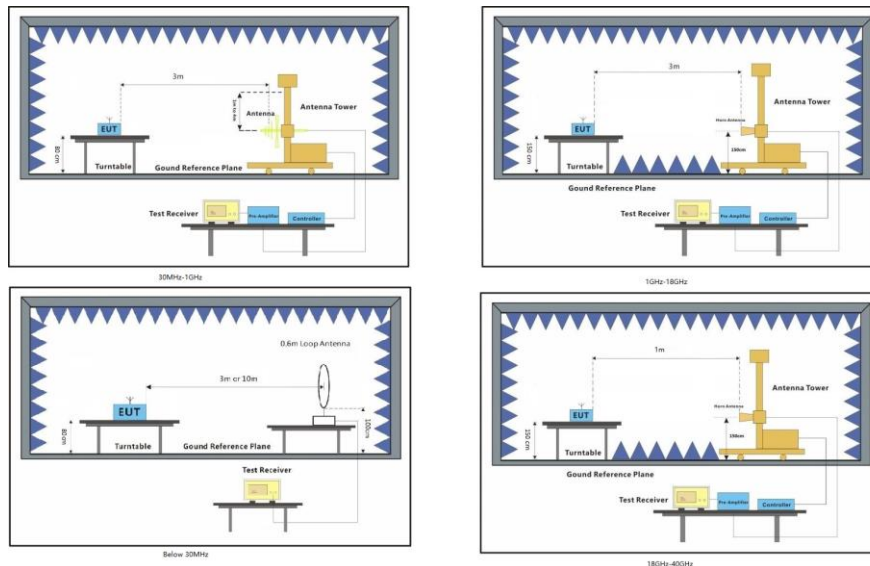 3m
1m to 4m
Antenna
Antenna Tower
EUT
80 cm
Turntable
Gound Reference Plane
Test Receiver
Pre-Amplifier
Controller
30MHz-1GHz
3m
Antenna Tower
Horn Antenna
EUT
150 cm
150cm
Turntable
Gound Reference Plane
Test Receiver
Pre-Amplifier
Controller
1GHz-18GHz
0.6m Loop Antenna
3m or 10m
EUT
80 cm
100cm
Turntable
Gound Reference Plane
Test Receiver
Below 30MHz
1m
Antenna Tower
Horn Antenna
EUT
150 cm
150cm
Turntable
Gound Reference Plane
Test Receiver
Pre-Amplifier
Controller
18GHz-40GHz